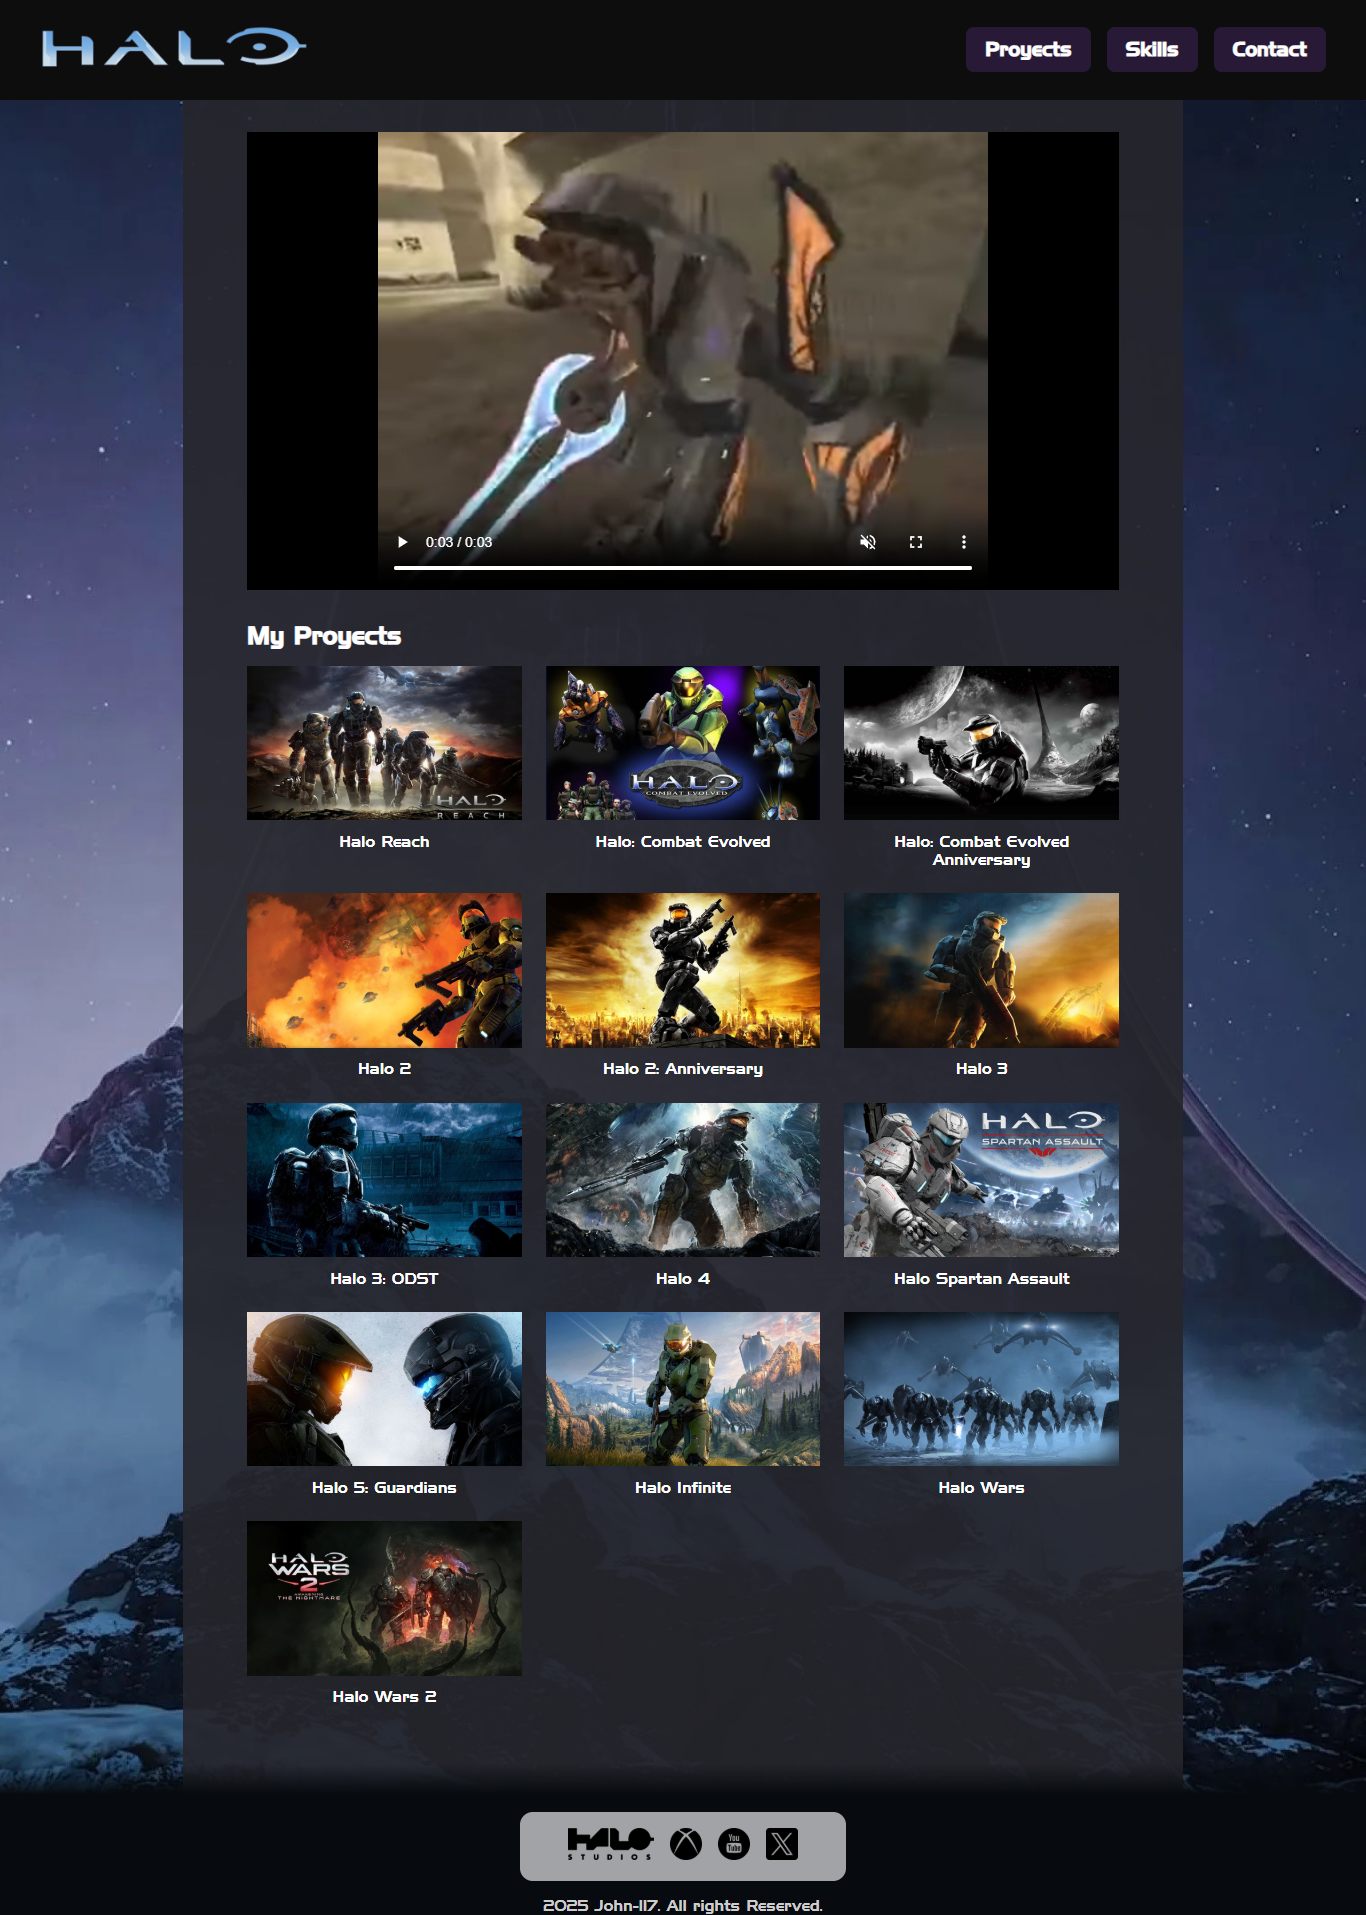 HALO
Proyects
Skills
Contact
0:03 / 0:03
My Proyects
HALO
REACH
HALO
COMBAT EVOLVED
Halo Reach
Halo: Combat Evolved
Halo: Combat Evolved
Anniversary
Halo 2
Halo 2: Anniversary
Halo 3
HALO
SPARTAN ASSAULT
Halo 3: ODST
Halo 4
Halo Spartan Assault
Halo 5: Guardians
Halo Infinite
Halo Wars
HALO
WARS
2
AWAKENING
THE NIGHTMARE
Halo Wars 2
HALO
STUDIOS
You
Tube
X
2025 John-117. All rights Reserved.